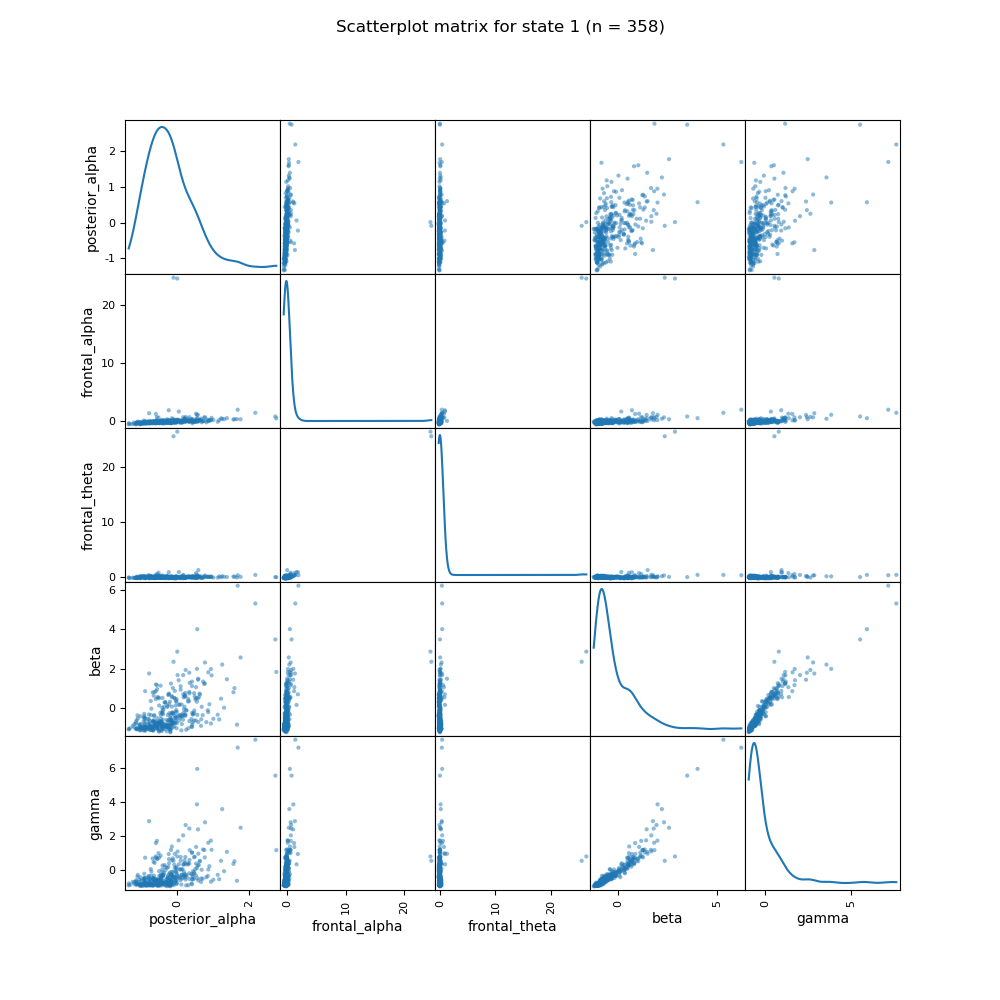 Scatterplot matrix for state 1 (n = 358)
posterior_alpha
2
1
0
-1
frontal_alpha
20
10
0
frontal_theta
20
10
0
beta
6
4
2
0
gamma
6
4
2
0
0 2 0 10 20 0 10 20 0 5 0 5
posterior_alpha frontal_alpha frontal_theta beta gamma